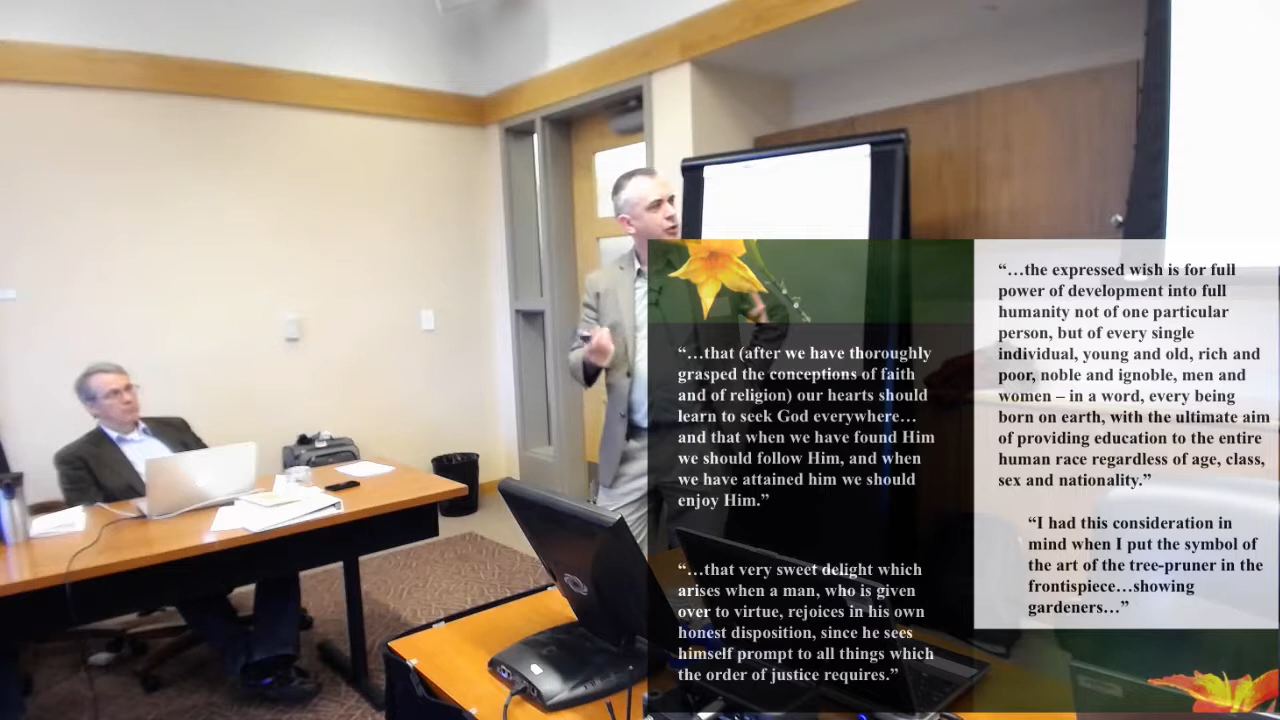 “…that (after we have thoroughly
grasped the conceptions of faith
and of religion) our hearts should
learn to seek God everywhere…
and that when we have found Him
we should follow Him, and when
we have attained him we should
enjoy Him.”
“…that very sweet delight which
arises when a man, who is given
over to virtue, rejoices in his own
honest disposition, since he sees
himself prompt to all things which
the order of justice requires.”
“…the expressed wish is for full
power of development into full
humanity not of one particular
person, but of every single
individual, young and old, rich and
poor, noble and ignoble, men and
women – in a word, every being
born on earth, with the ultimate aim
of providing education to the entire
human race regardless of age, class,
sex and nationality.”
“I had this consideration in
mind when I put the symbol of
the art of the tree-pruner in the
frontispiece…showing
gardeners…”